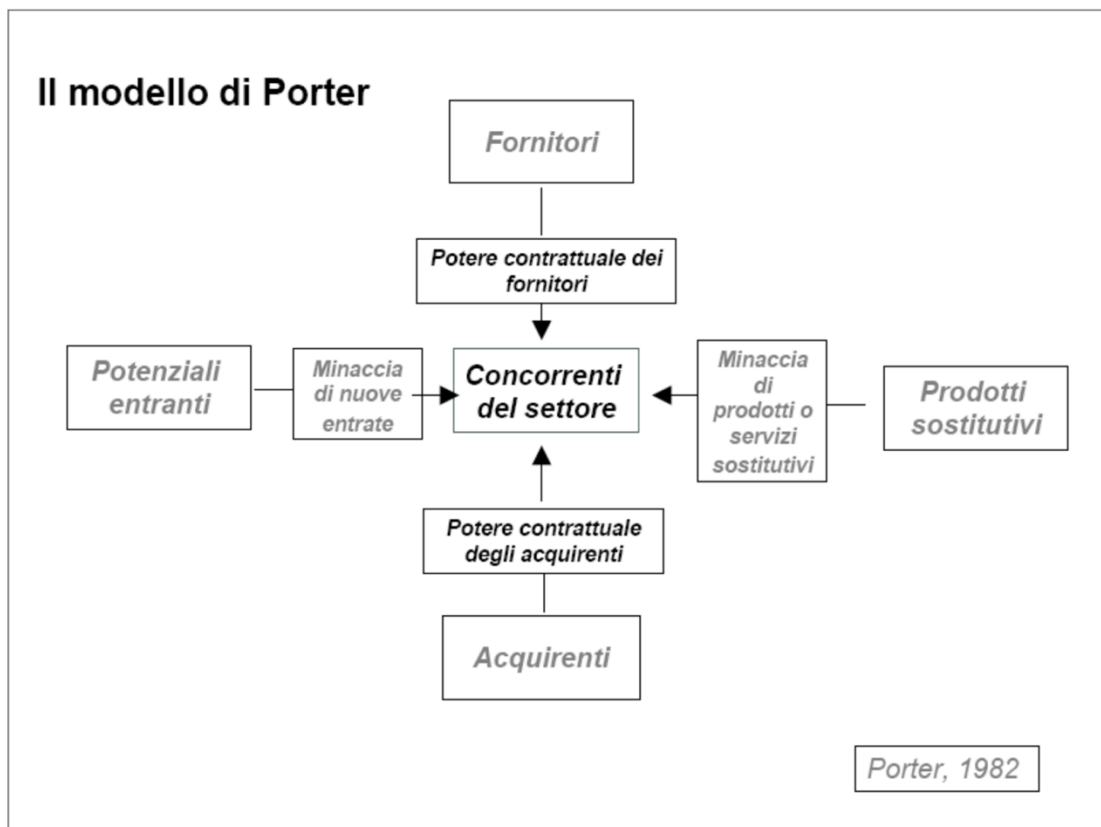 Il modello di Porter
Fornitori
Potere contrattuale dei
fornitori
Potenziali
entranti
Minaccia
di nuove
entrate
Concorrenti
del settore
Minaccia
di
prodotti o
servizi
sostitutivi
Prodotti
sostitutivi
Potere contrattuale
degli acquirenti
Acquirenti
Porter, 1982